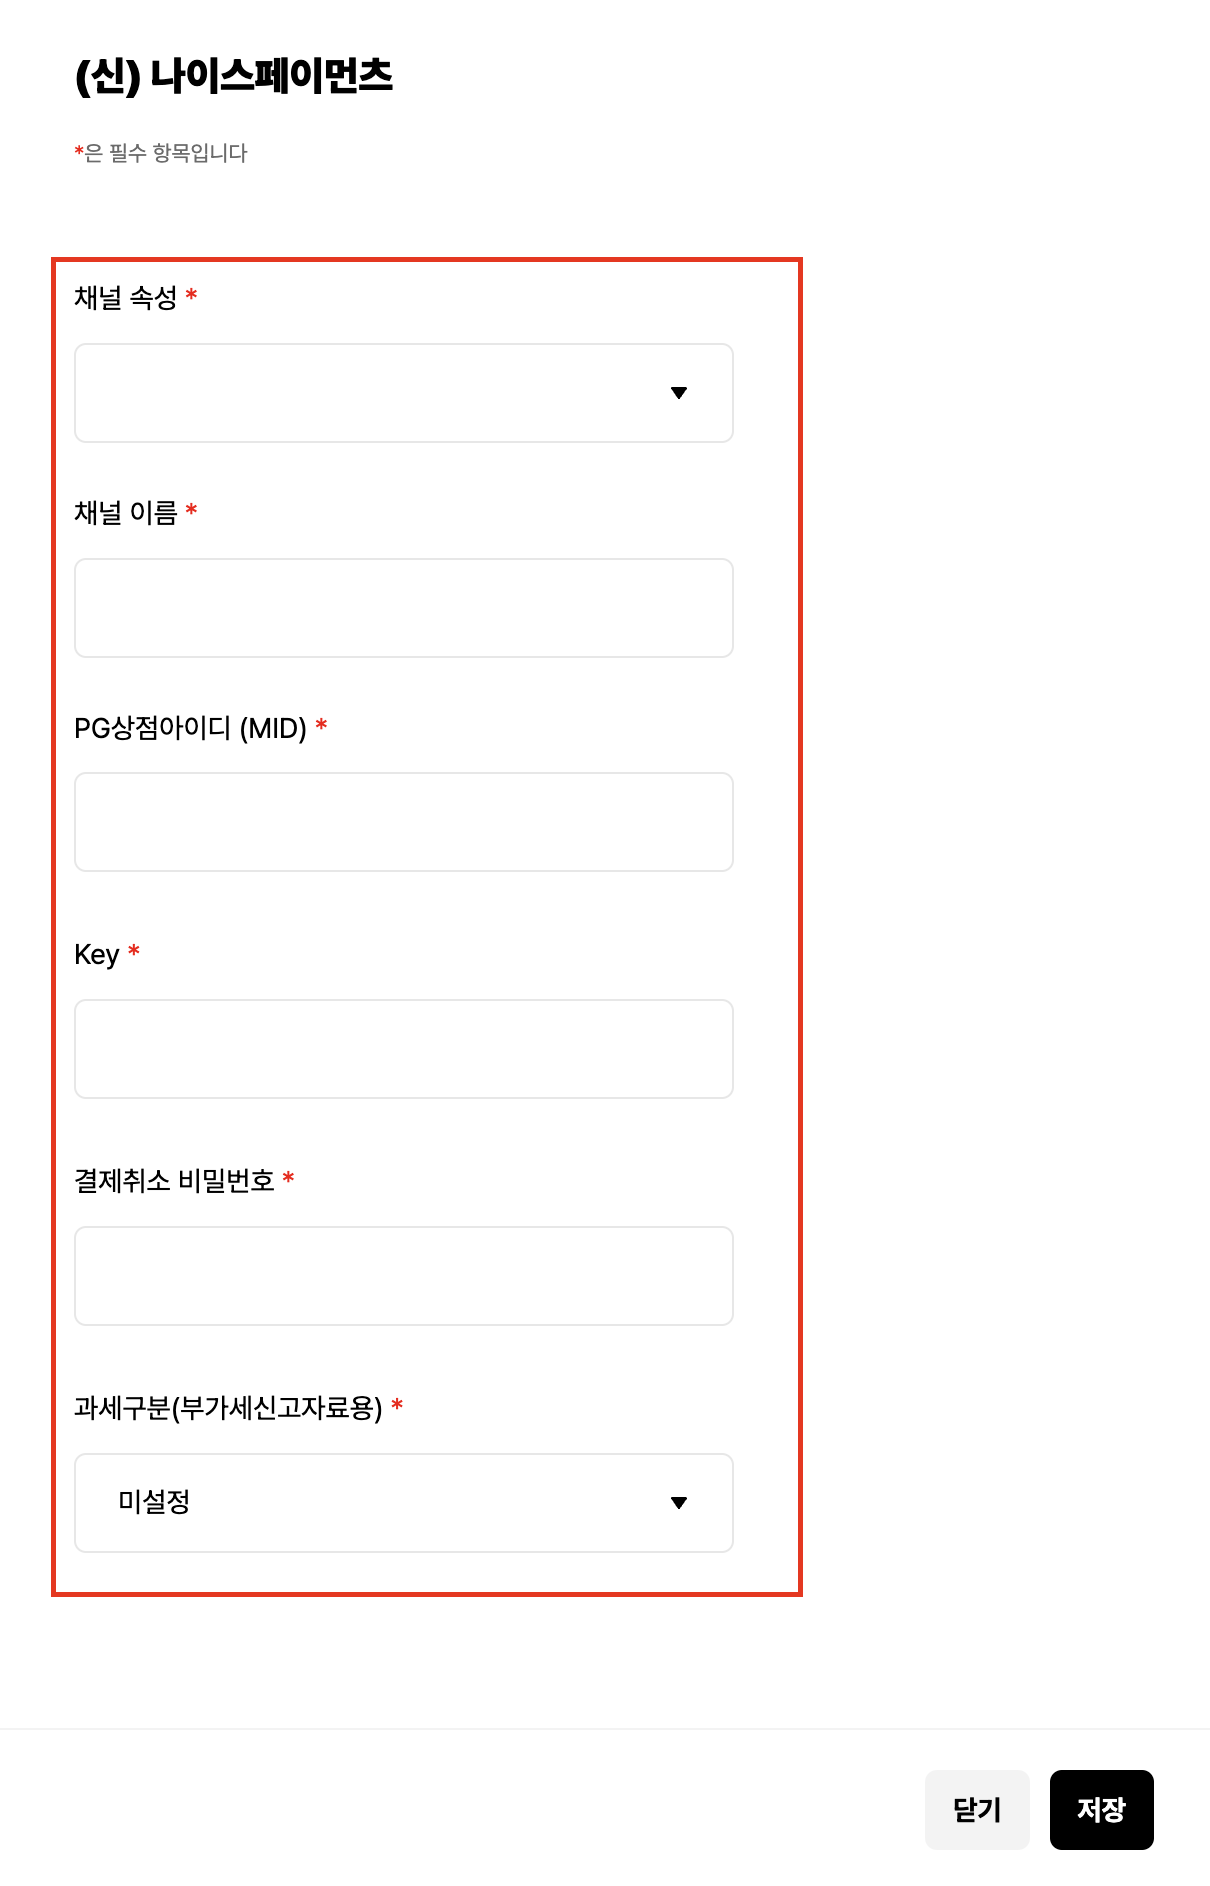 (신) 나이스페이먼츠
*은 필수 항목입니다
채널 속성 *
채널 이름 *
PG상점아이디 (MID) *
Key *
결제취소 비밀번호 *
과세구분(부가세신고자료용) *
미설정
닫기
저장